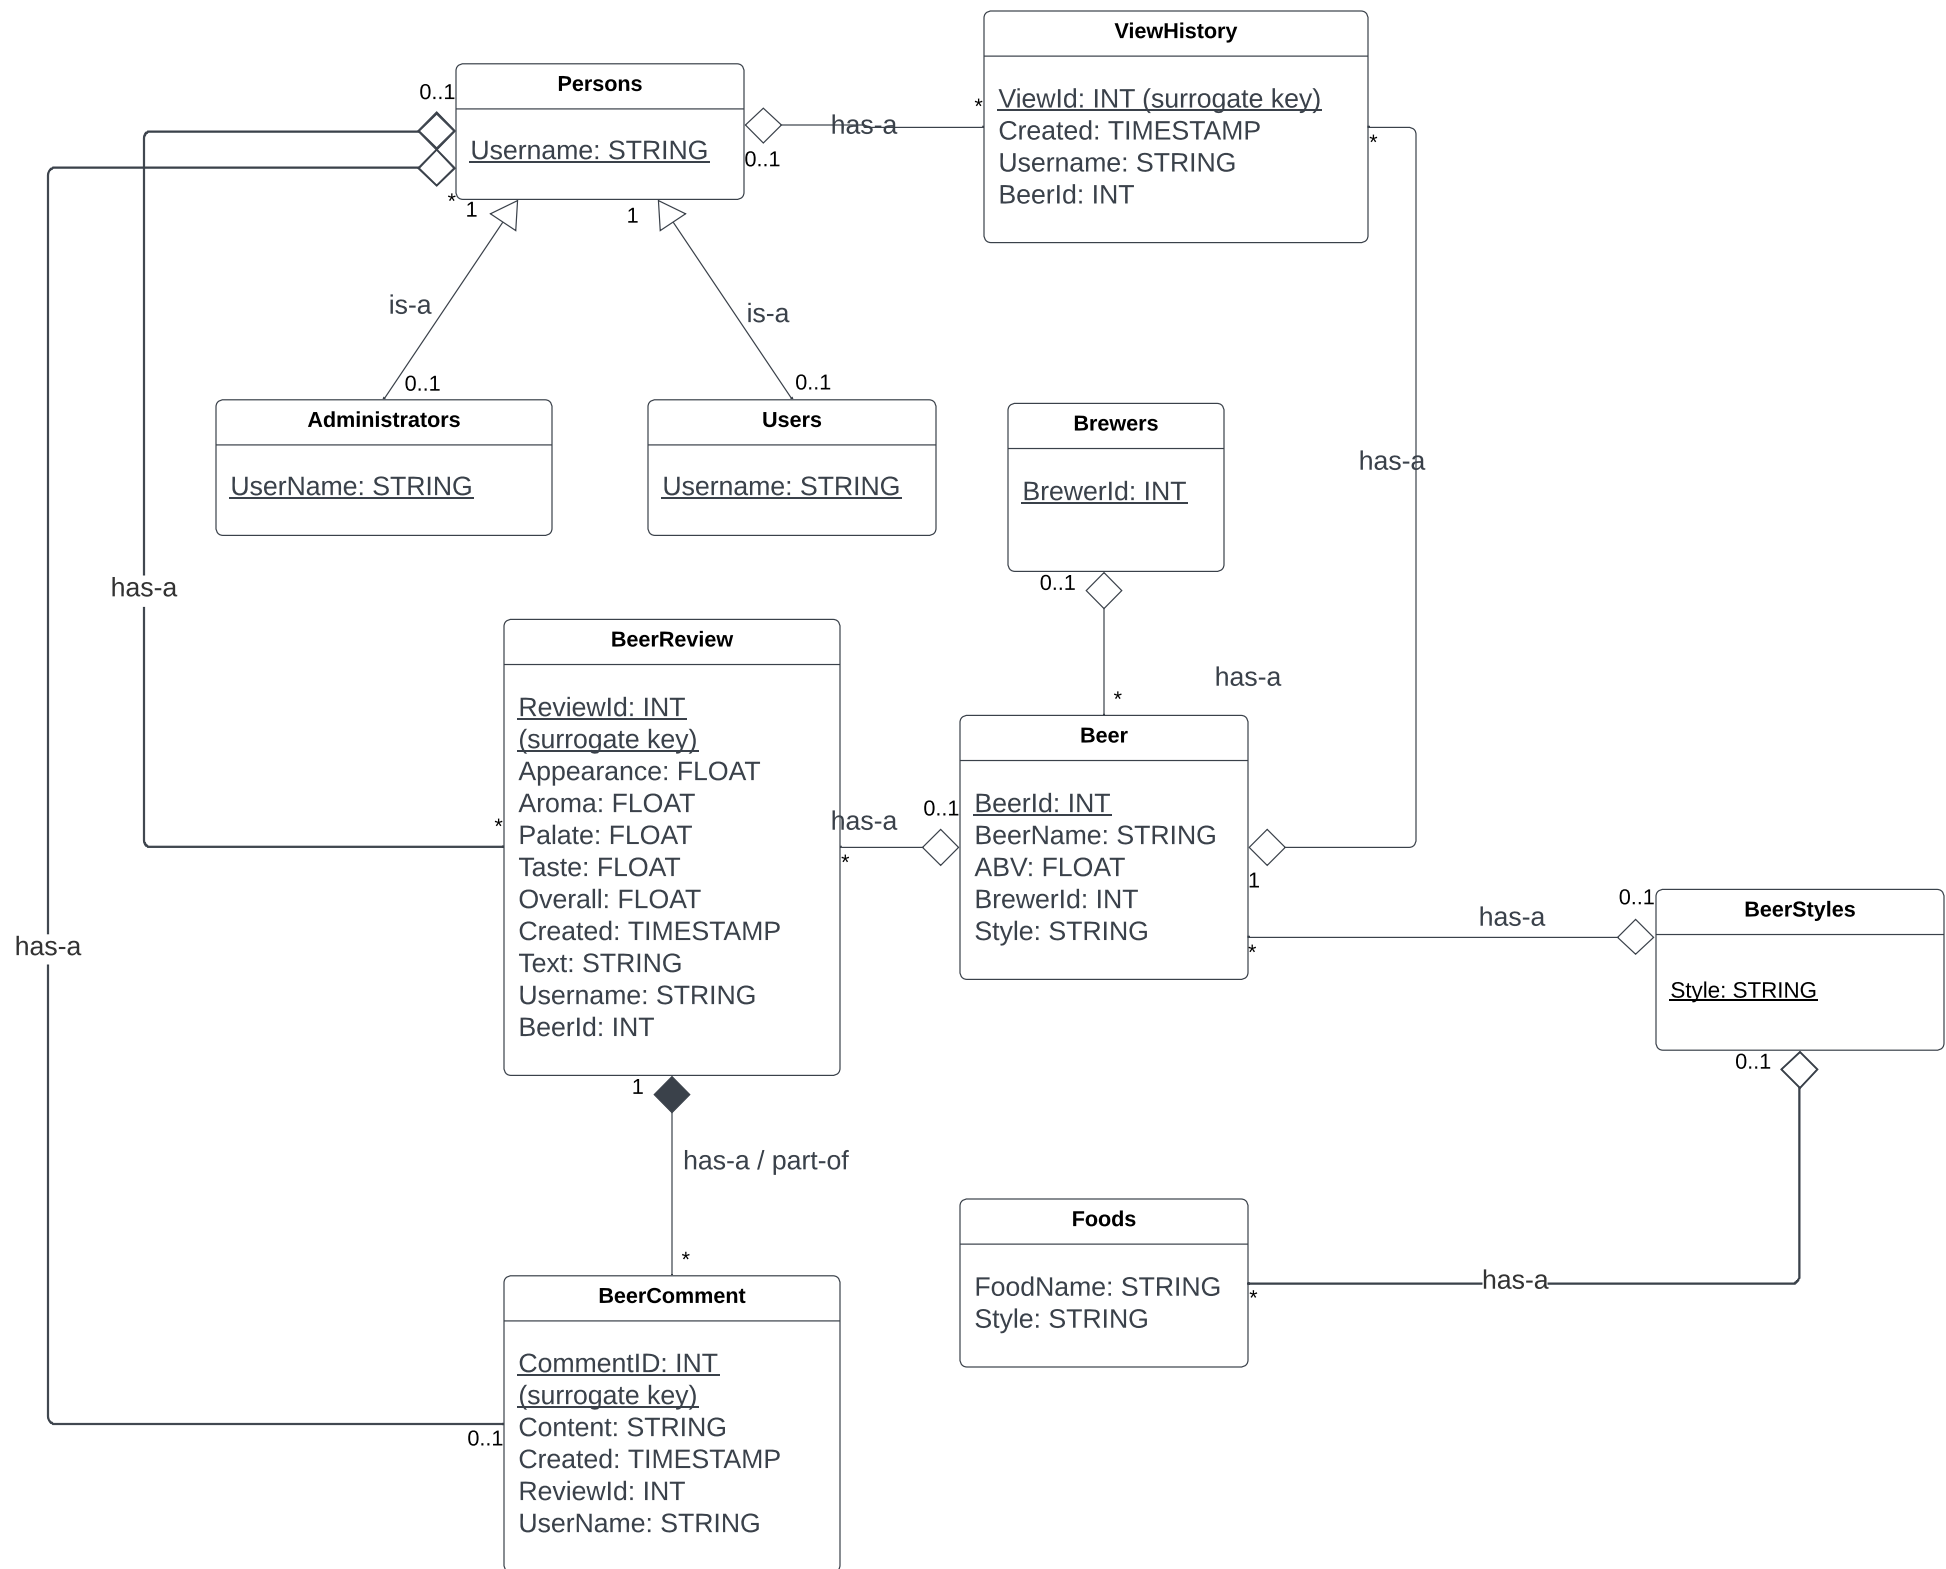 ViewHistory
ViewId: INT (surrogate key)
Created: TIMESTAMP
Username: STRING
BeerId: INT
*
*
Persons
Username: STRING
0..1
*
0..1
has-a
1
1
is-a
is-a
0..1
0..1
Administrators
UserName: STRING
Users
Username: STRING
Brewers
BrewerId: INT
0..1
has-a
has-a
*
has-a
BeerReview
ReviewId: INT
(surrogate key)
Appearance: FLOAT
Aroma: FLOAT
Palate: FLOAT
Taste: FLOAT
Overall: FLOAT
Created: TIMESTAMP
Text: STRING
Username: STRING
BeerId: INT
*
has-a
*
0..1
Beer
BeerId: INT
BeerName: STRING
ABV: FLOAT
BrewerId: INT
Style: STRING
1
*
has-a
0..1
BeerStyles
Style: STRING
0..1
has-a
1
has-a / part-of
*
Foods
FoodName: STRING
Style: STRING
*
has-a
BeerComment
CommentID: INT
(surrogate key)
Content: STRING
Created: TIMESTAMP
ReviewId: INT
UserName: STRING
0..1